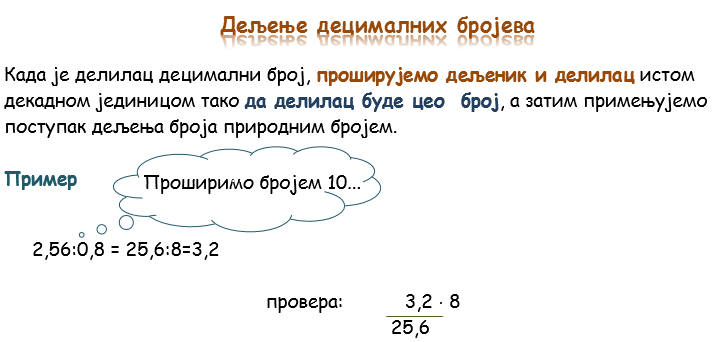 Дељење децималних бројева
Када је делилац децимални број, проширујемо дељеник и делилац истом
декадном јединицом тако да делилац буде цео број, а затим примењујемо
поступак дељења броја природним бројем.
Пример
Проширимо бројем 10...
2,56:0,8 = 25,6:8=3,2
провера: 3,2 · 8
25,6